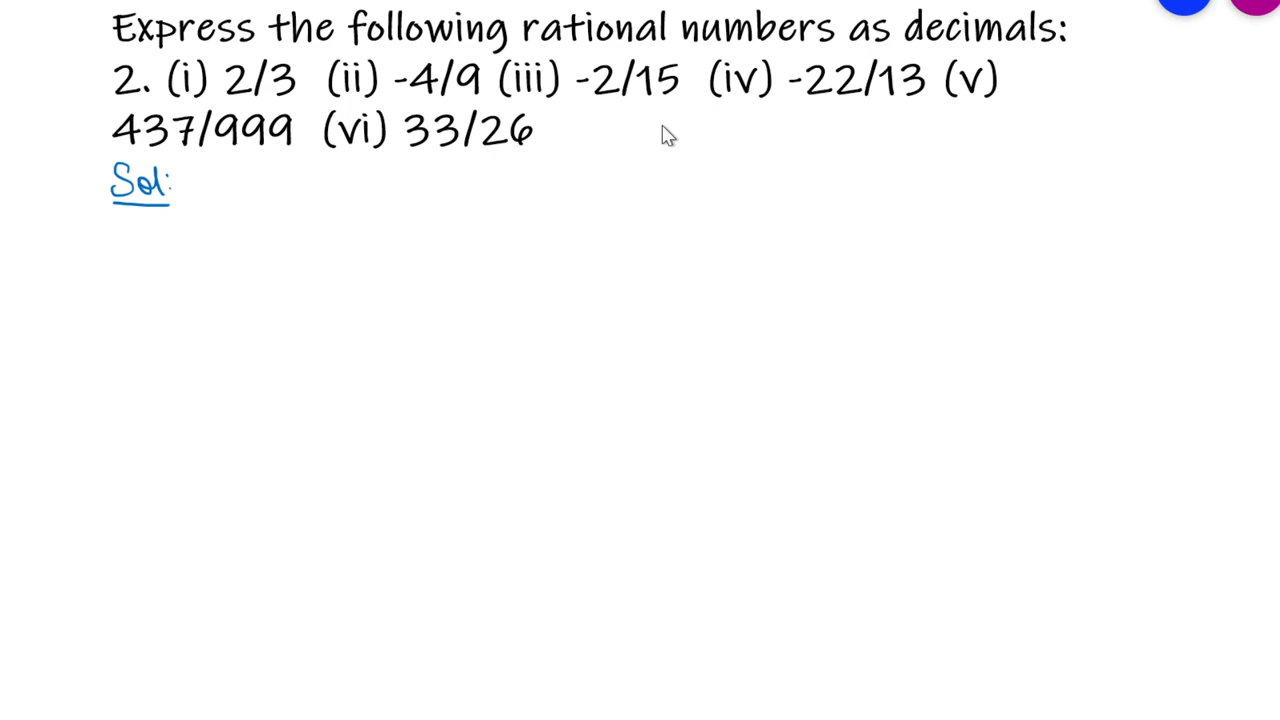 Express the following rational numbers as decimals:
2. (i) 2/3 (ii) -4/9 (iii) -2/15 (iv) -22/13 (v)
437/999 (vi) 33/26
Sol: